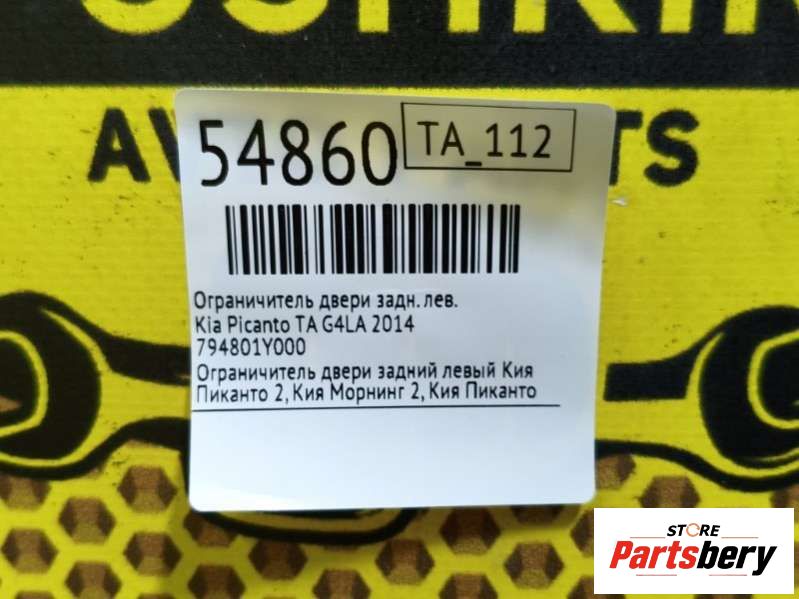 54860
TA_112
Ограничитель двери задн. лев.
Kia Picanto TA G4LA 2014
794801Y000
Ограничитель двери задний левый Киа
Пиканто 2, Кия Морнинг 2, Кия Пиканто
STORE
Partsbery